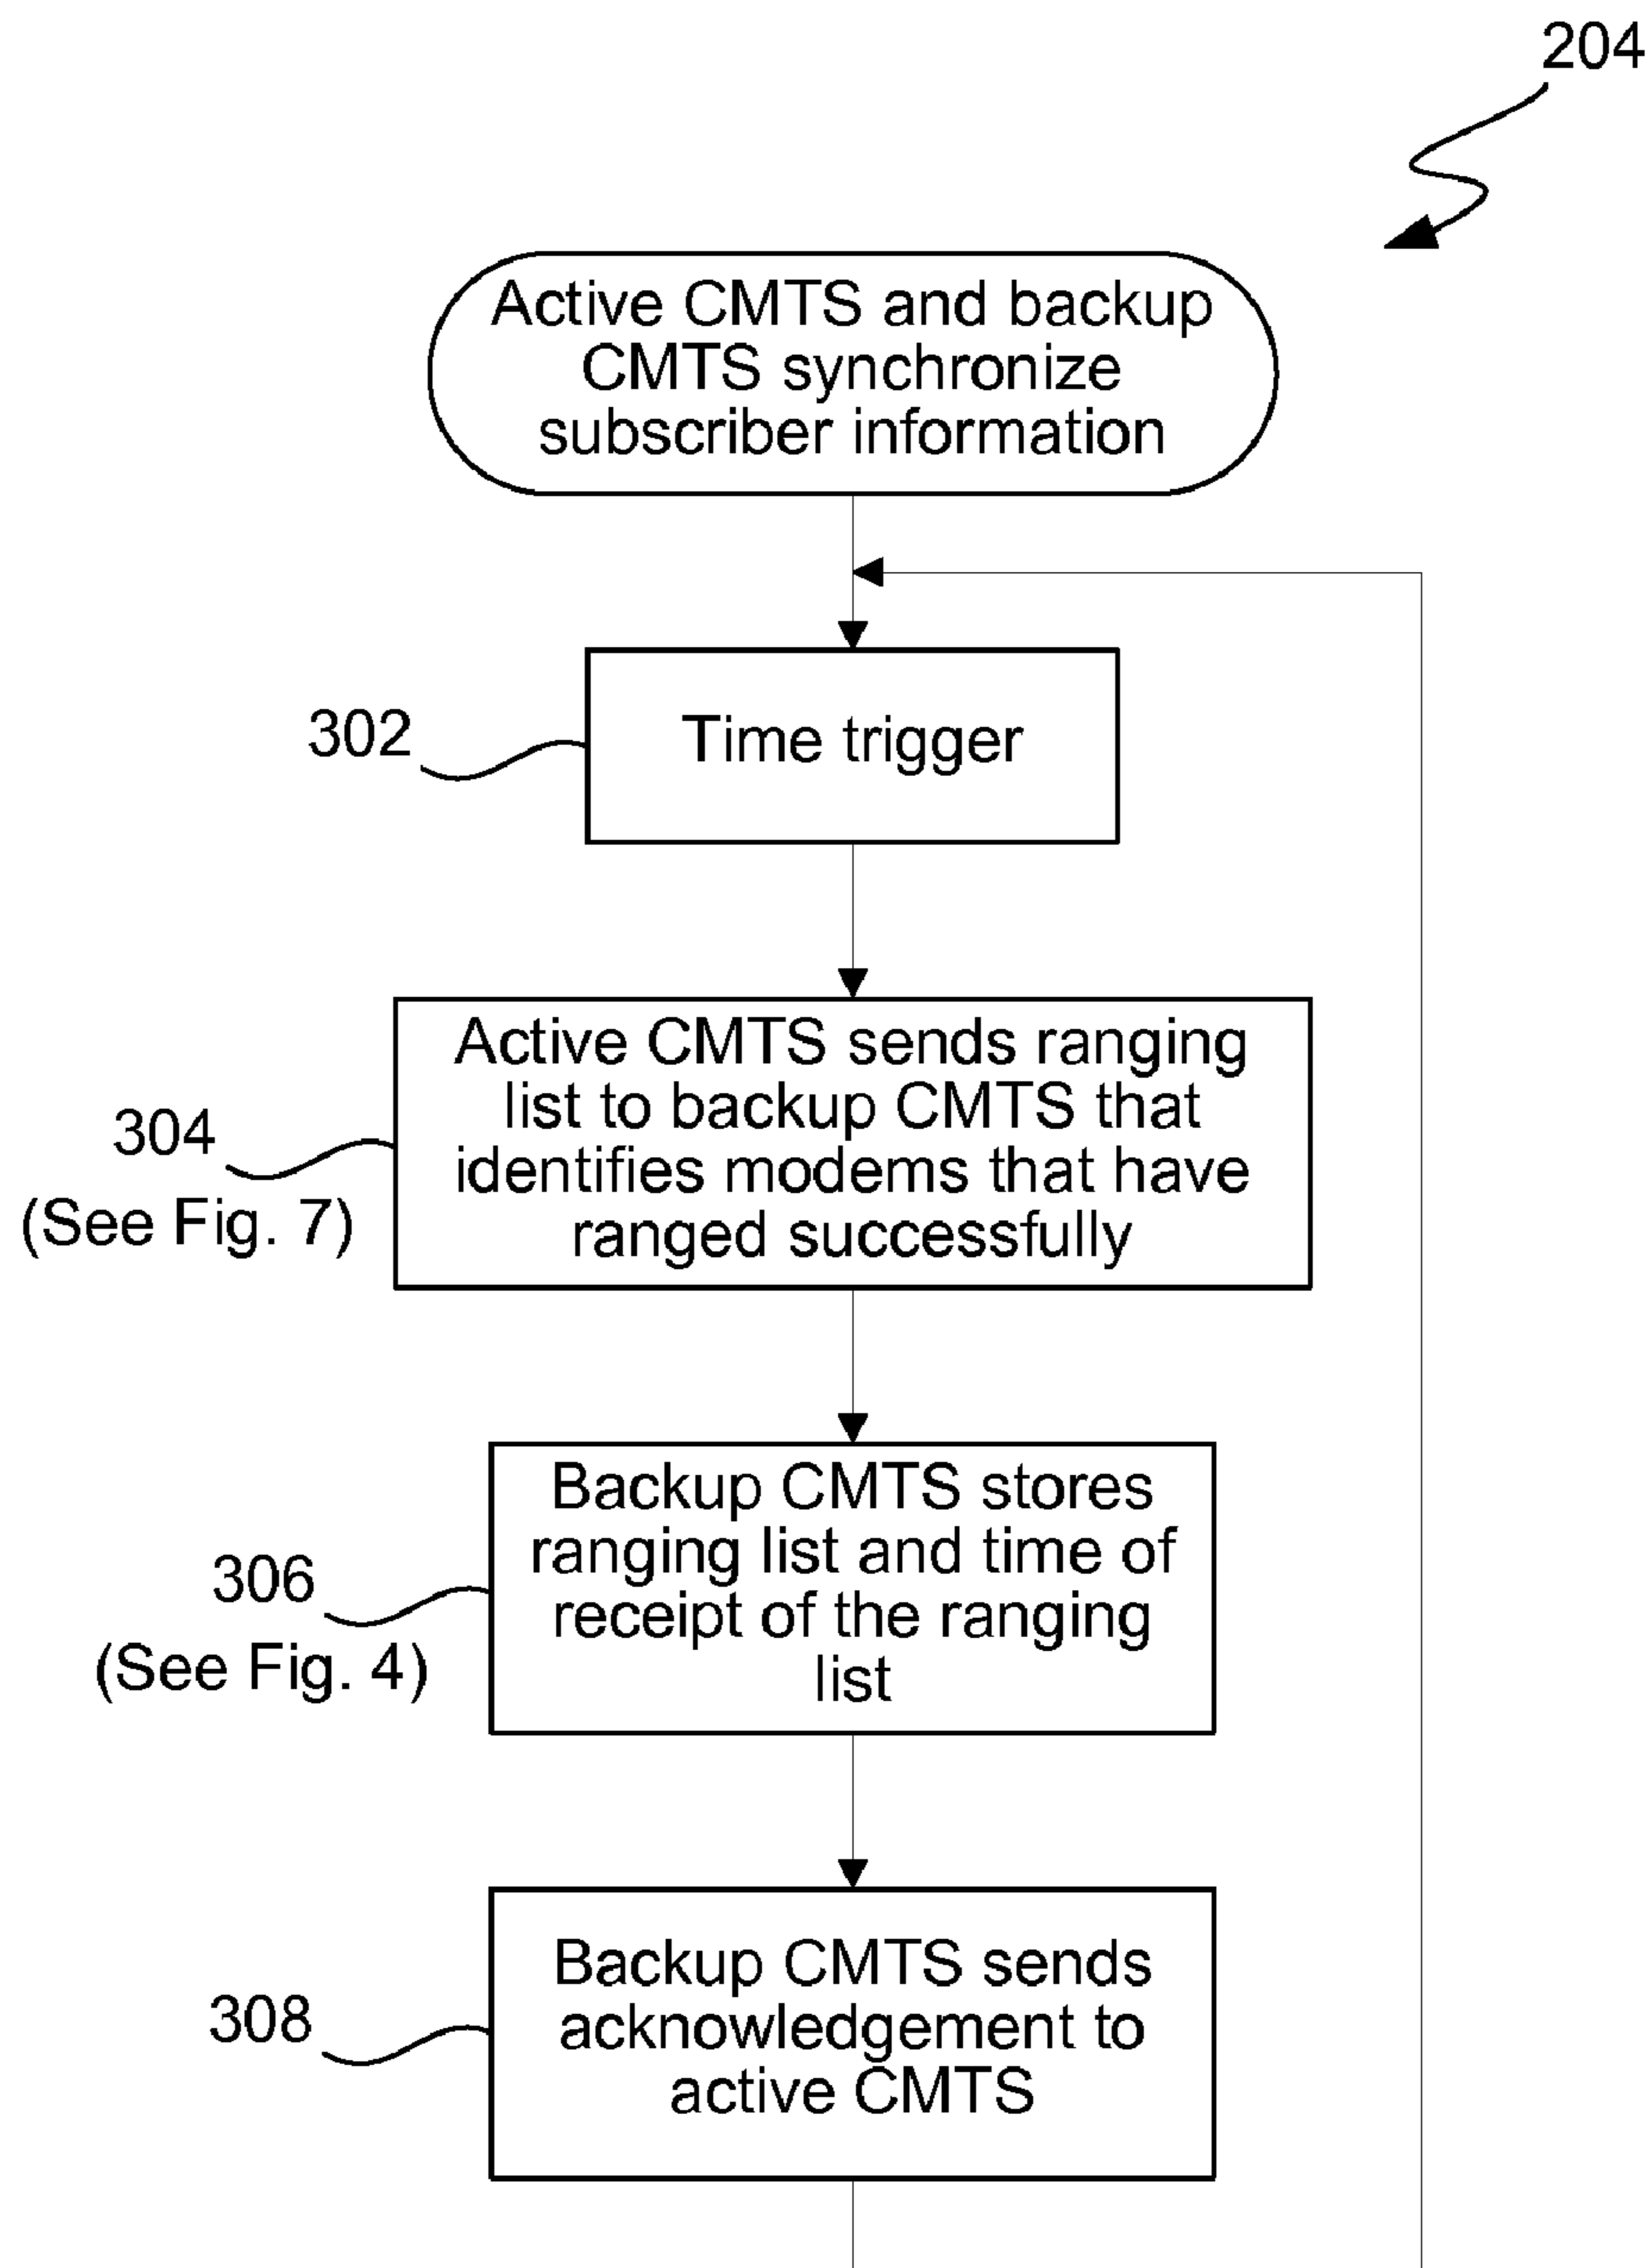 204
Active CMTS and backup
CMTS synchronize
subscriber information
302
Time trigger
304
(See Fig. 7)
Active CMTS sends ranging
list to backup CMTS that
identifies modems that have
ranged successfully
306
(See Fig. 4)
Backup CMTS stores
ranging list and time of
receipt of the ranging
list
308
Backup CMTS sends
acknowledgement to
active CMTS